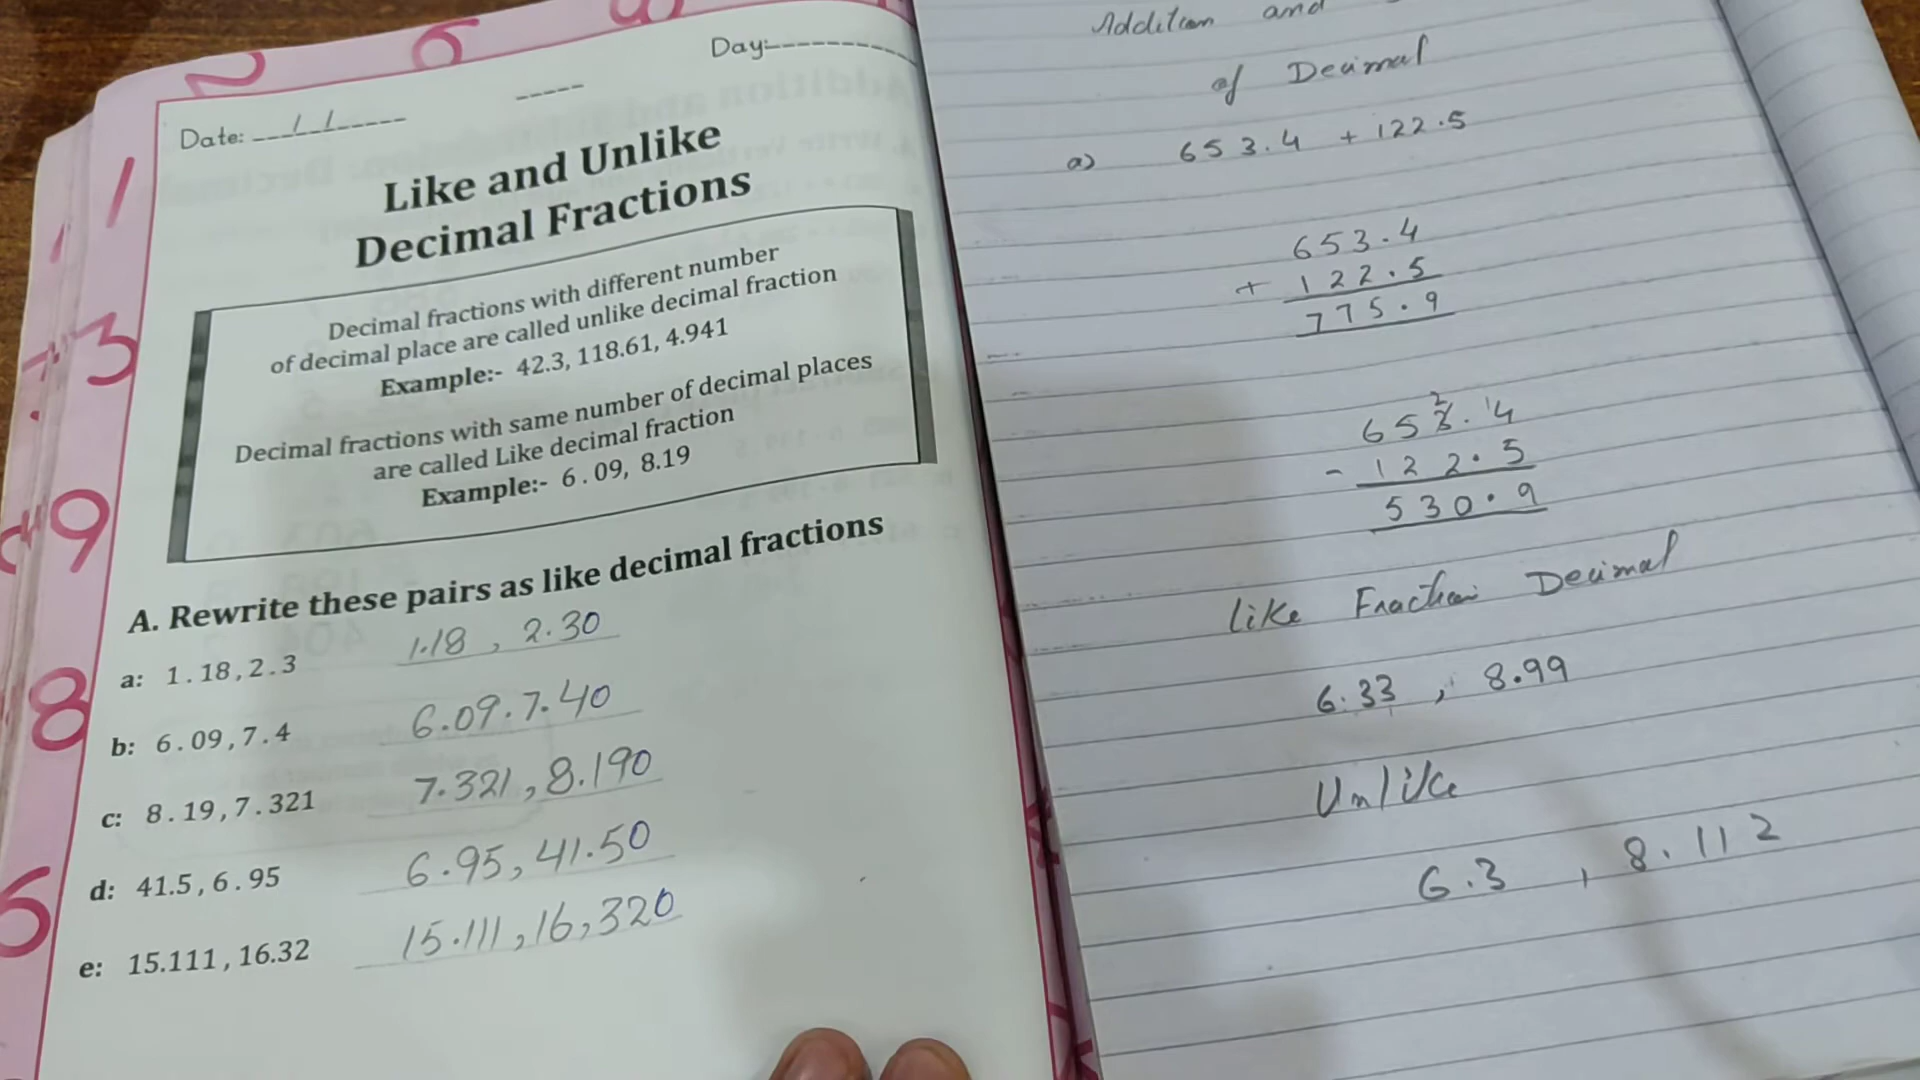 Day:---------
-----
Date: __/_/____
Like and Unlike
Decimal Fractions
Decimal fractions with different number
of decimal place are called unlike decimal fraction
Example:- 42.3, 118.61, 4.941
Decimal fractions with same number of decimal places
are called Like decimal fraction
Example:- 6.09, 8.19
A. Rewrite these pairs as like decimal fractions
a: 1.18, 2.3 1.18, 2.30
b: 6.09, 7.4 6.09.7.40
c: 8.19, 7.321 7.321, 8.190
d: 41.5, 6.95 6.95, 41.50
e: 15.111, 16.32 15.111, 16,320
Addition and
of Decimal
a) 653.4 + 122.5
653.4
+ 122.5
775.9
2 1
653.4
- 122.5
530.9
like Fraction Decimal
6.33, 8.99
Unlike
6.3, 8.112